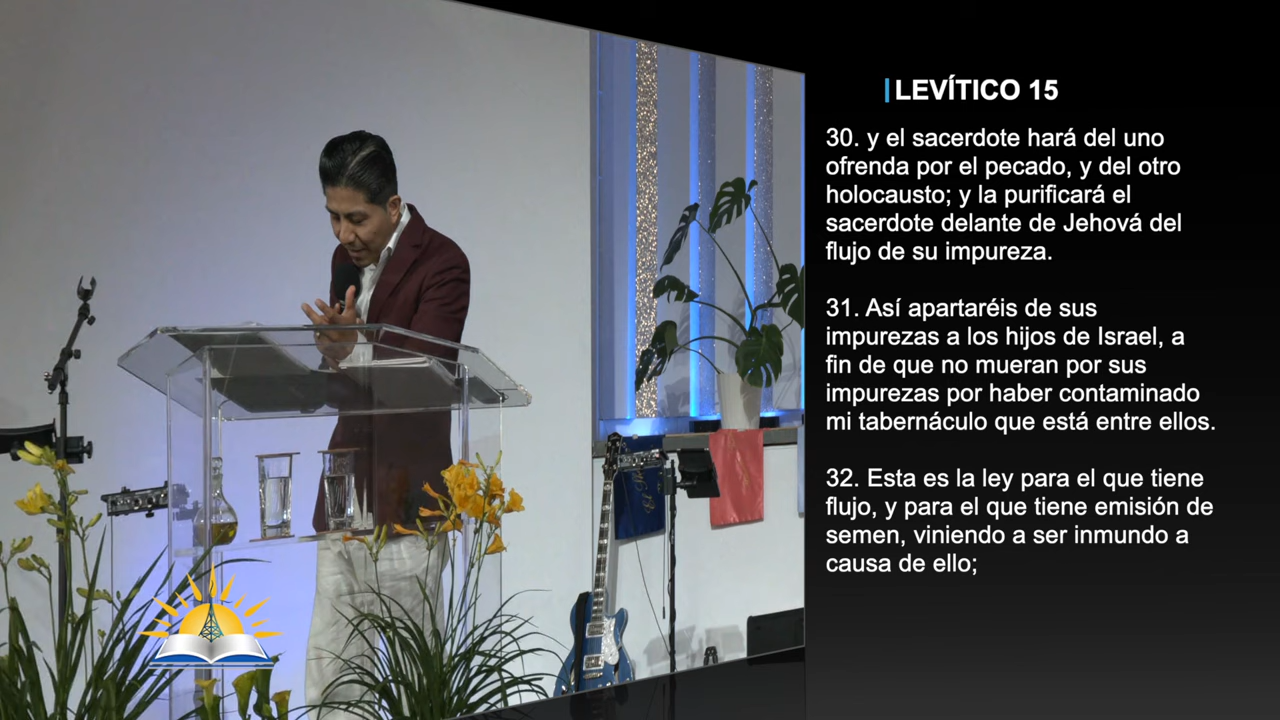 LEVÍTICO 15
30. y el sacerdote hará del uno
ofrenda por el pecado, y del otro
holocausto; y la purificará el
sacerdote delante de Jehová del
flujo de su impureza.
31. Así apartaréis de sus
impurezas a los hijos de Israel, a
fin de que no mueran por sus
impurezas por haber contaminado
mi tabernáculo que está entre ellos.
32. Esta es la ley para el que tiene
flujo, y para el que tiene emisión de
semen, viniendo a ser inmundo a
causa de ello;